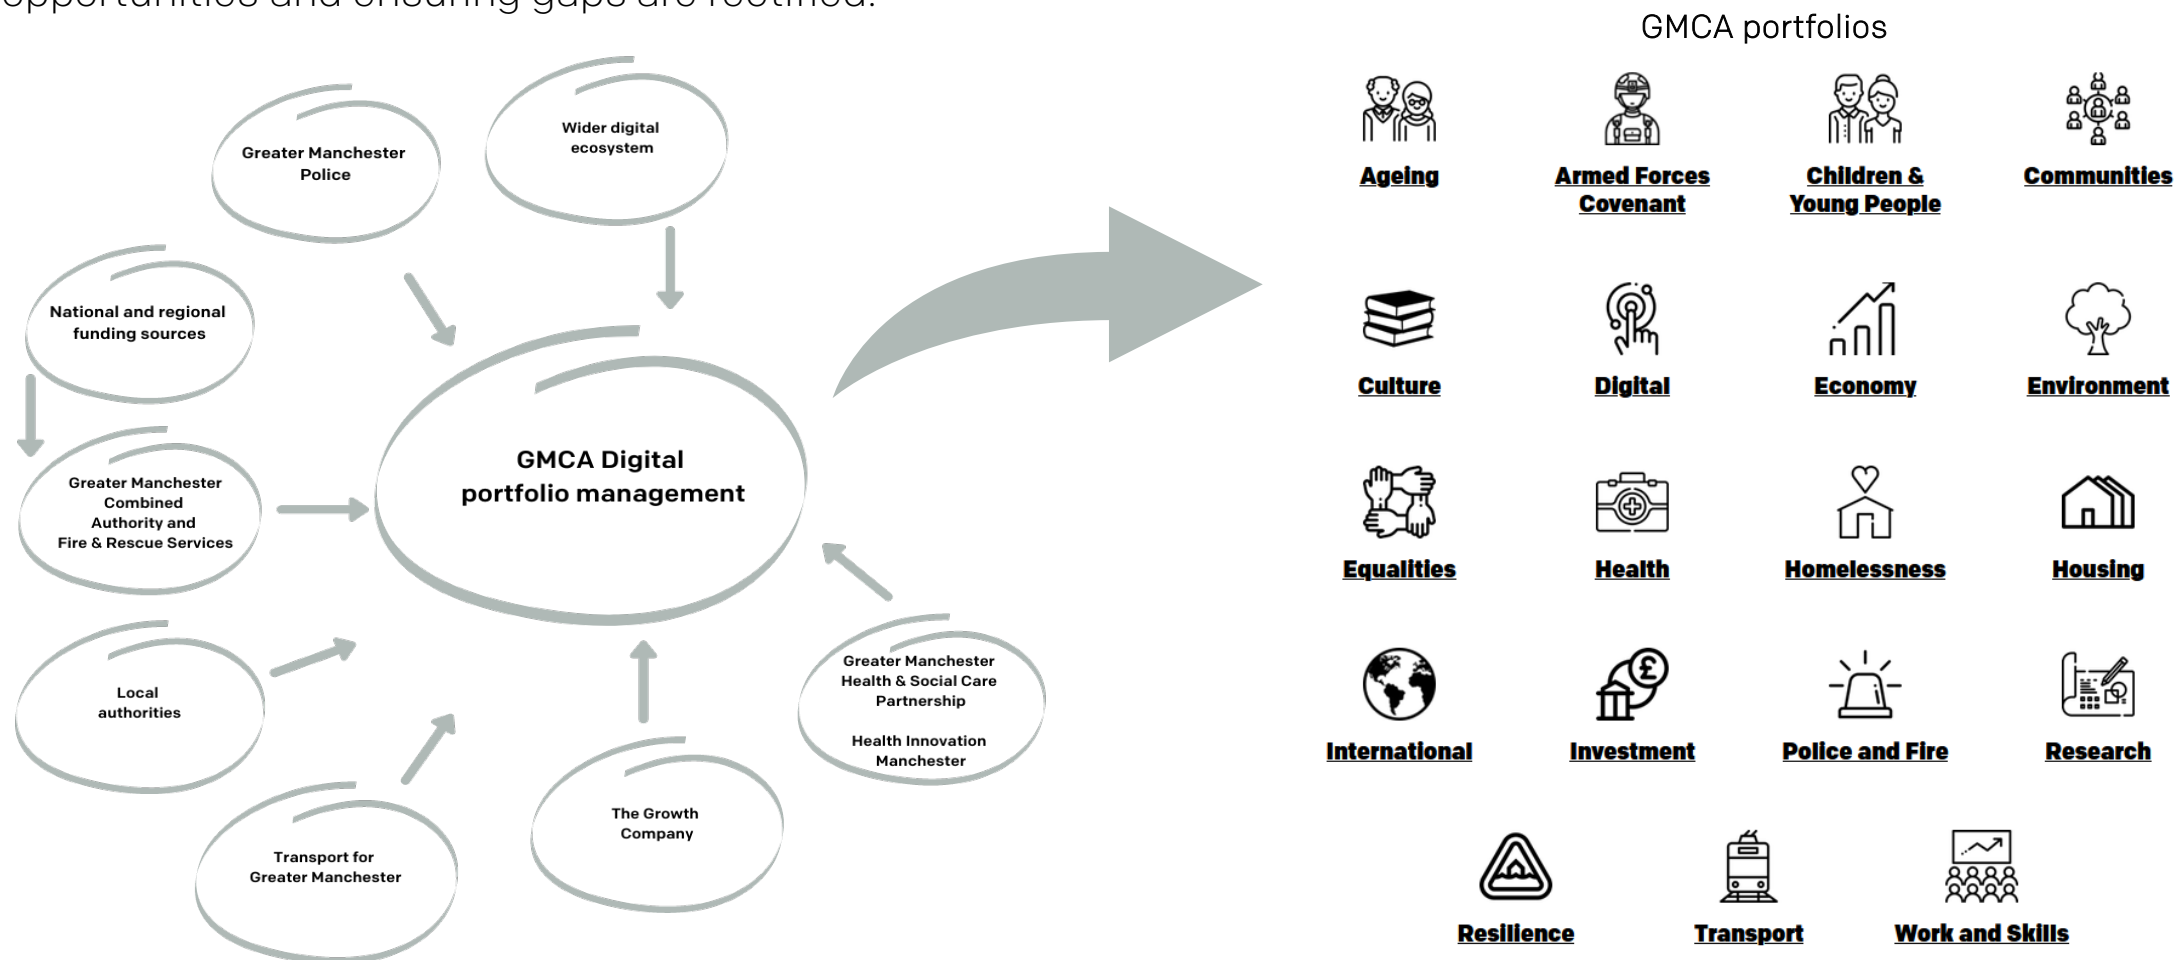 opportunities and ensuring gaps are rectified.
GMCA portfolios
Greater Manchester
Police
Wider digital
ecosystem
National and regional
funding sources
Greater Manchester
Combined
Authority and
Fire & Rescue Services
GMCA Digital
portfolio management
Local
authorities
Transport for
Greater Manchester
The Growth
Company
Greater Manchester
Health & Social Care
Partnership
Health Innovation
Manchester
Ageing
Armed Forces
Covenant
Children &
Young People
Communities
Culture
Digital
Economy
Environment
Equalities
Health
Homelessness
Housing
International
£
Investment
Police and Fire
Research
Resilience
Transport
Work and Skills